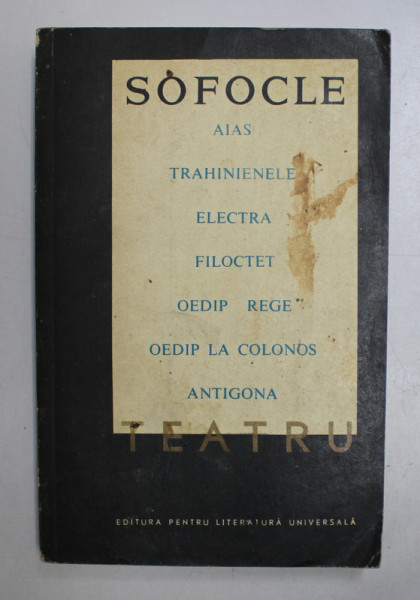 SOFOCLE
AIAS
TRAHINIENELE
ELECTRA
FILOCTET
OEDIP REGE
OEDIP LA COLONOS
ANTIGONA
TEATRU
EDITURA PENTRU LITERATURĂ UNIVERSALĂ